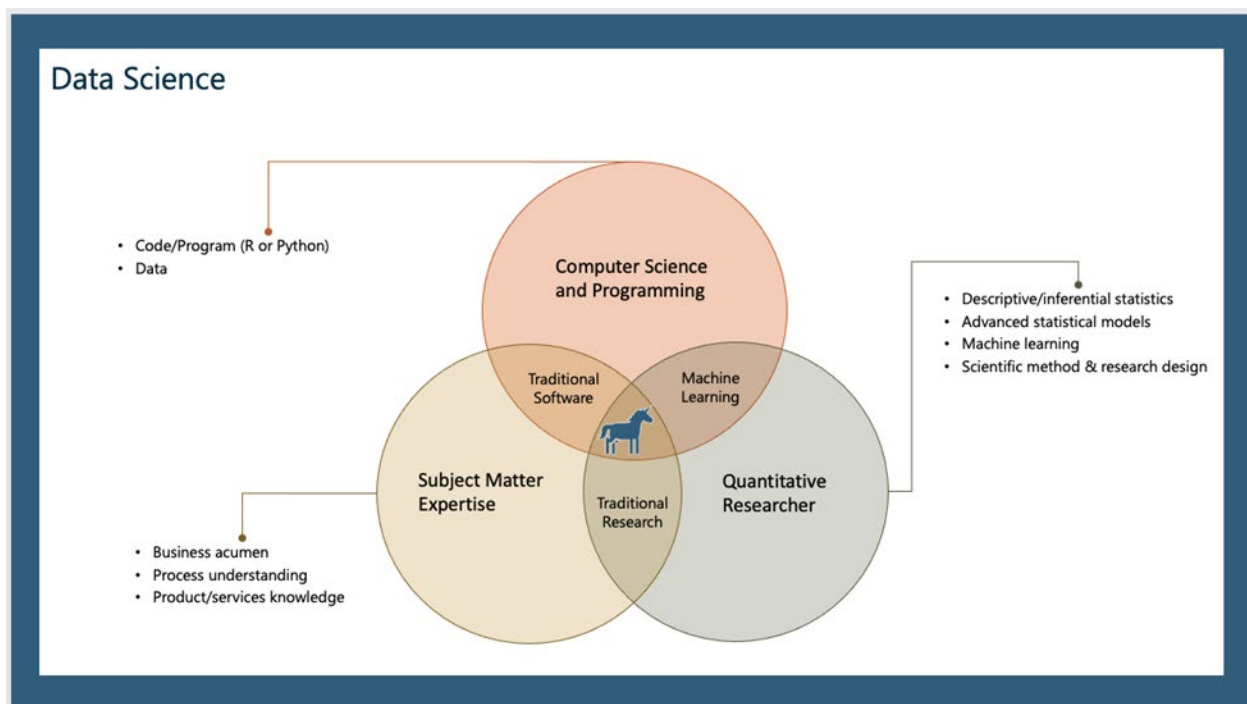 Data Science
• Code/Program (R or Python)
• Data
Computer Science
and Programming
• Descriptive/inferential statistics
• Advanced statistical models
• Machine learning
• Scientific method & research design
Traditional
Software
Machine
Learning
Subject Matter
Expertise
Traditional
Research
Quantitative
Researcher
• Business acumen
• Process understanding
• Product/services knowledge